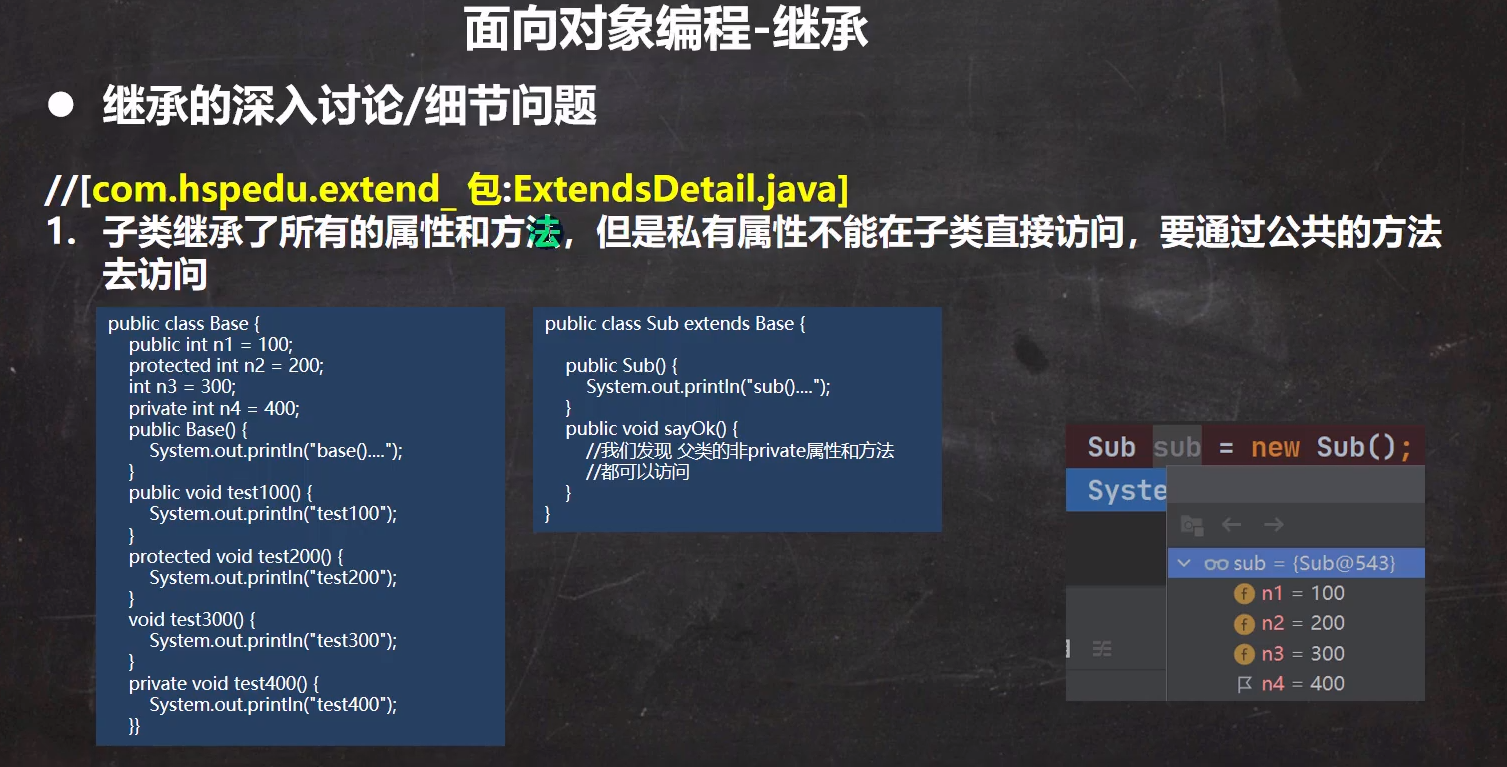 面向对象编程-继承
● 继承的深入讨论/细节问题
//[com.hspedu.extend_ 包:ExtendsDetail.java]
1. 子类继承了所有的属性和方法，但是私有属性不能在子类直接访问，要通过公共的方法
去访问
public class Base {
public int n1 = 100;
protected int n2 = 200;
int n3 = 300;
private int n4 = 400;
public Base() {
System.out.println("base()....");
}
public void test100() {
System.out.println("test100");
}
protected void test200() {
System.out.println("test200");
}
void test300() {
System.out.println("test300");
}
private void test400() {
System.out.println("test400");
}}
public class Sub extends Base {
public Sub() {
System.out.println("sub()....");
}
public void sayOk() {
//我们发现 父类的非private属性和方法
//都可以访问
}
}
Sub sub = new Sub();
Syste
sub = {Sub@543}
f n1 = 100
f n2 = 200
f n3 = 300
n4 = 400